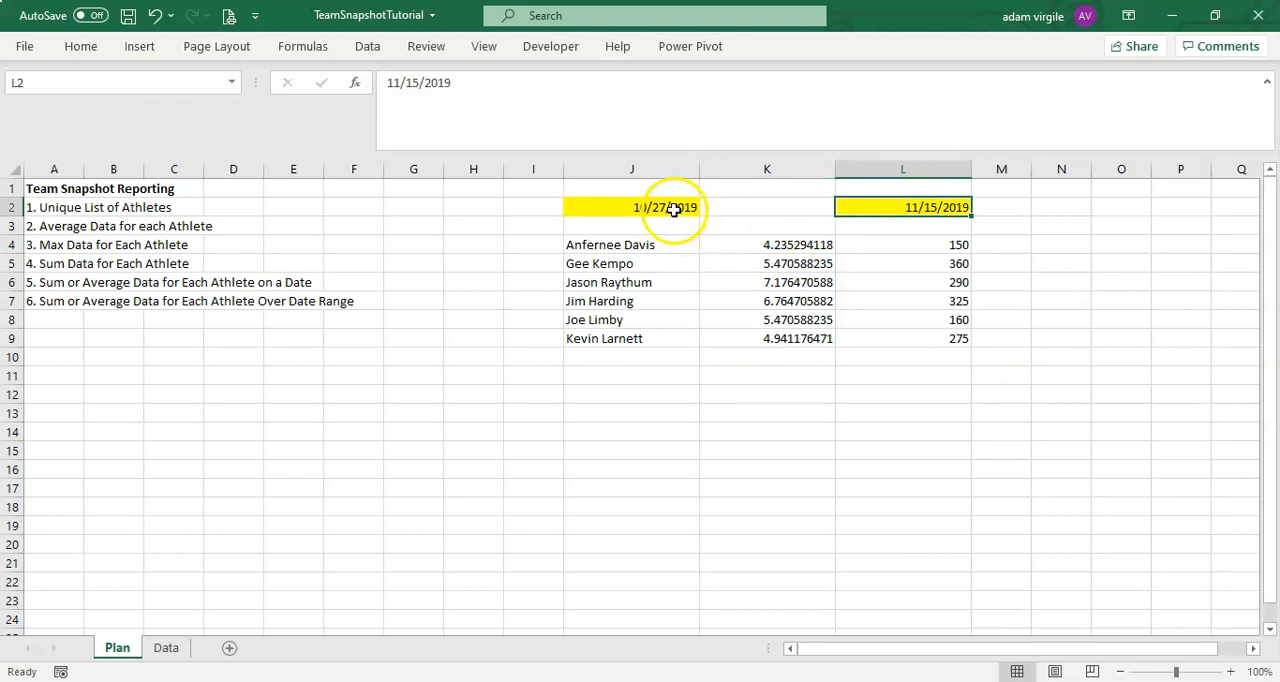 AutoSave Off TeamSnapshotTutorial Search adam virgile AV
File Home Insert Page Layout Formulas Data Review View Developer Help Power Pivot Share Comments
L2 fx 11/15/2019
A B C D E F G H I J K L M N O P Q
1 Team Snapshot Reporting
2 1. Unique List of Athletes 10/27/2019 11/15/2019
3 2. Average Data for each Athlete
4 3. Max Data for Each Athlete Anfernee Davis 4.235294118 150
5 4. Sum Data for Each Athlete Gee Kempo 5.470588235 360
6 5. Sum or Average Data for Each Athlete on a Date Jason Raythum 7.176470588 290
7 6. Sum or Average Data for Each Athlete Over Date Range Jim Harding 6.764705882 325
8 Joe Limby 5.470588235 160
9 Kevin Larnett 4.941176471 275
10
11
12
13
14
15
16
17
18
19
20
21
22
23
24
Plan Data
Ready 100%